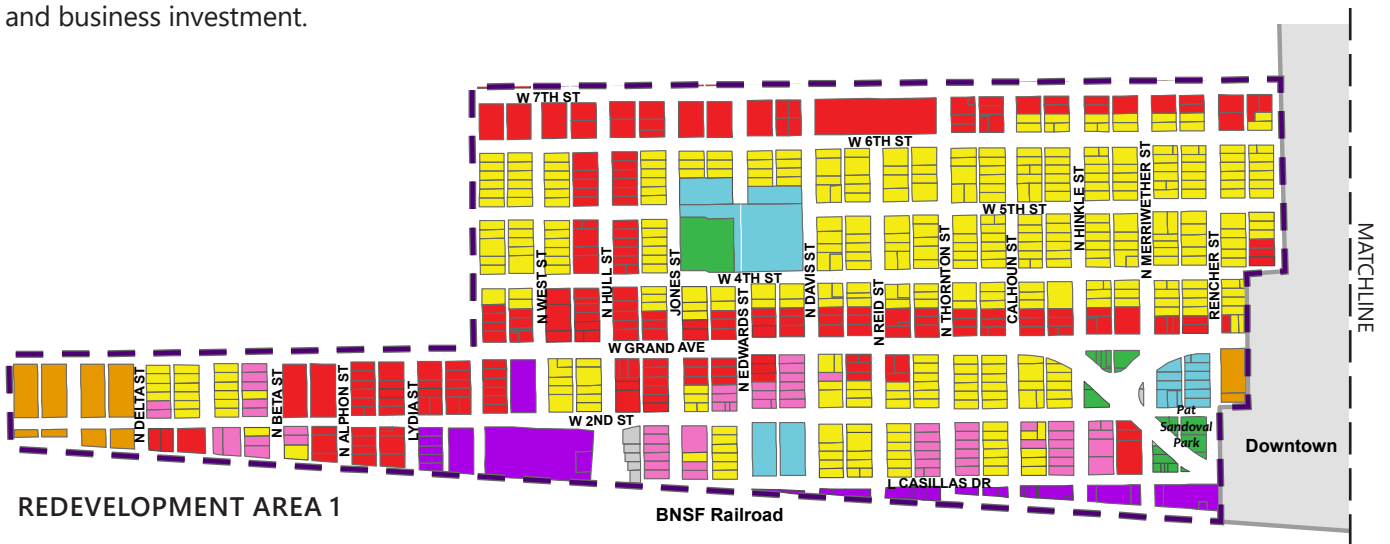 and business investment.
W 7TH ST
W 6TH ST
W 5TH ST
W 4TH ST
W GRAND AVE
W 2ND ST
L CASILLAS DR
N DELTA ST
N BETA ST
N ALPHON ST
LYDIA ST
N WEST ST
N HULL ST
JONES ST
N EDWARDS ST
N DAVIS ST
N REID ST
N THORNTON ST
CALHOUN ST
N HINKLE ST
N MERRIWETHER ST
RENCHER ST
MATCHLINE
Pat
Sandoval
Park
Downtown
REDEVELOPMENT AREA 1
BNSF Railroad